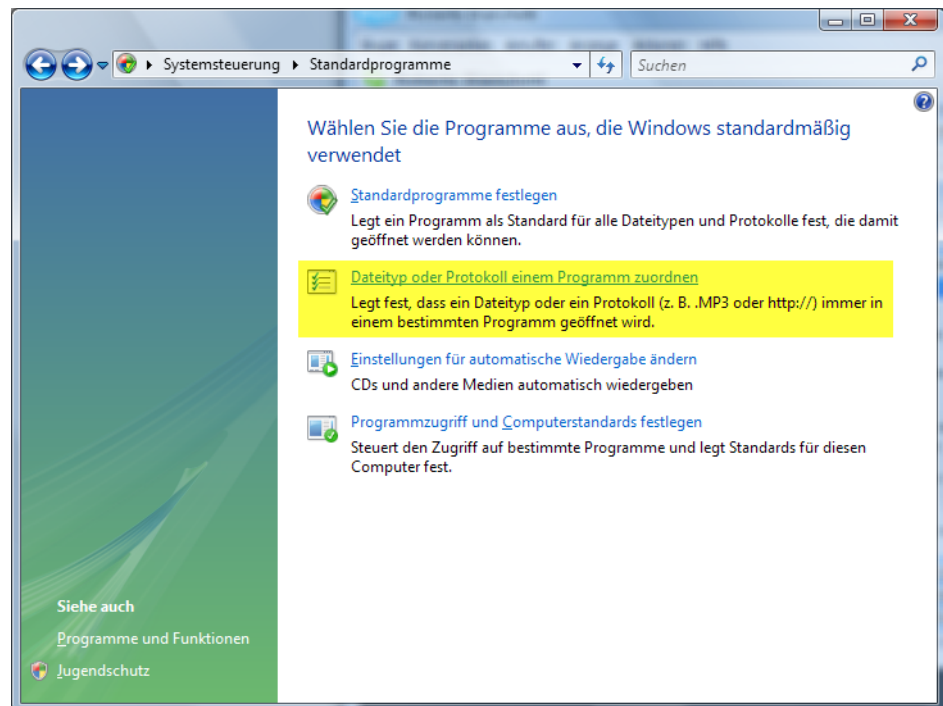 Systemsteuerung
Standardprogramme
Suchen
Wählen Sie die Programme aus, die Windows standardmäßig
verwendet
Standardprogramme festlegen
Legt ein Programm als Standard für alle Dateitypen und Protokolle fest, die damit
geöffnet werden können.
Dateityp oder Protokoll einem Programm zuordnen
Legt fest, dass ein Dateityp oder ein Protokoll (z. B. .MP3 oder http://) immer in
einem bestimmten Programm geöffnet wird.
Einstellungen für automatische Wiedergabe ändern
CDs und andere Medien automatisch wiedergeben
Programmzugriff und Computerstandards festlegen
Steuert den Zugriff auf bestimmte Programme und legt Standards für diesen
Computer fest.
Siehe auch
Programme und Funktionen
Jugendschutz